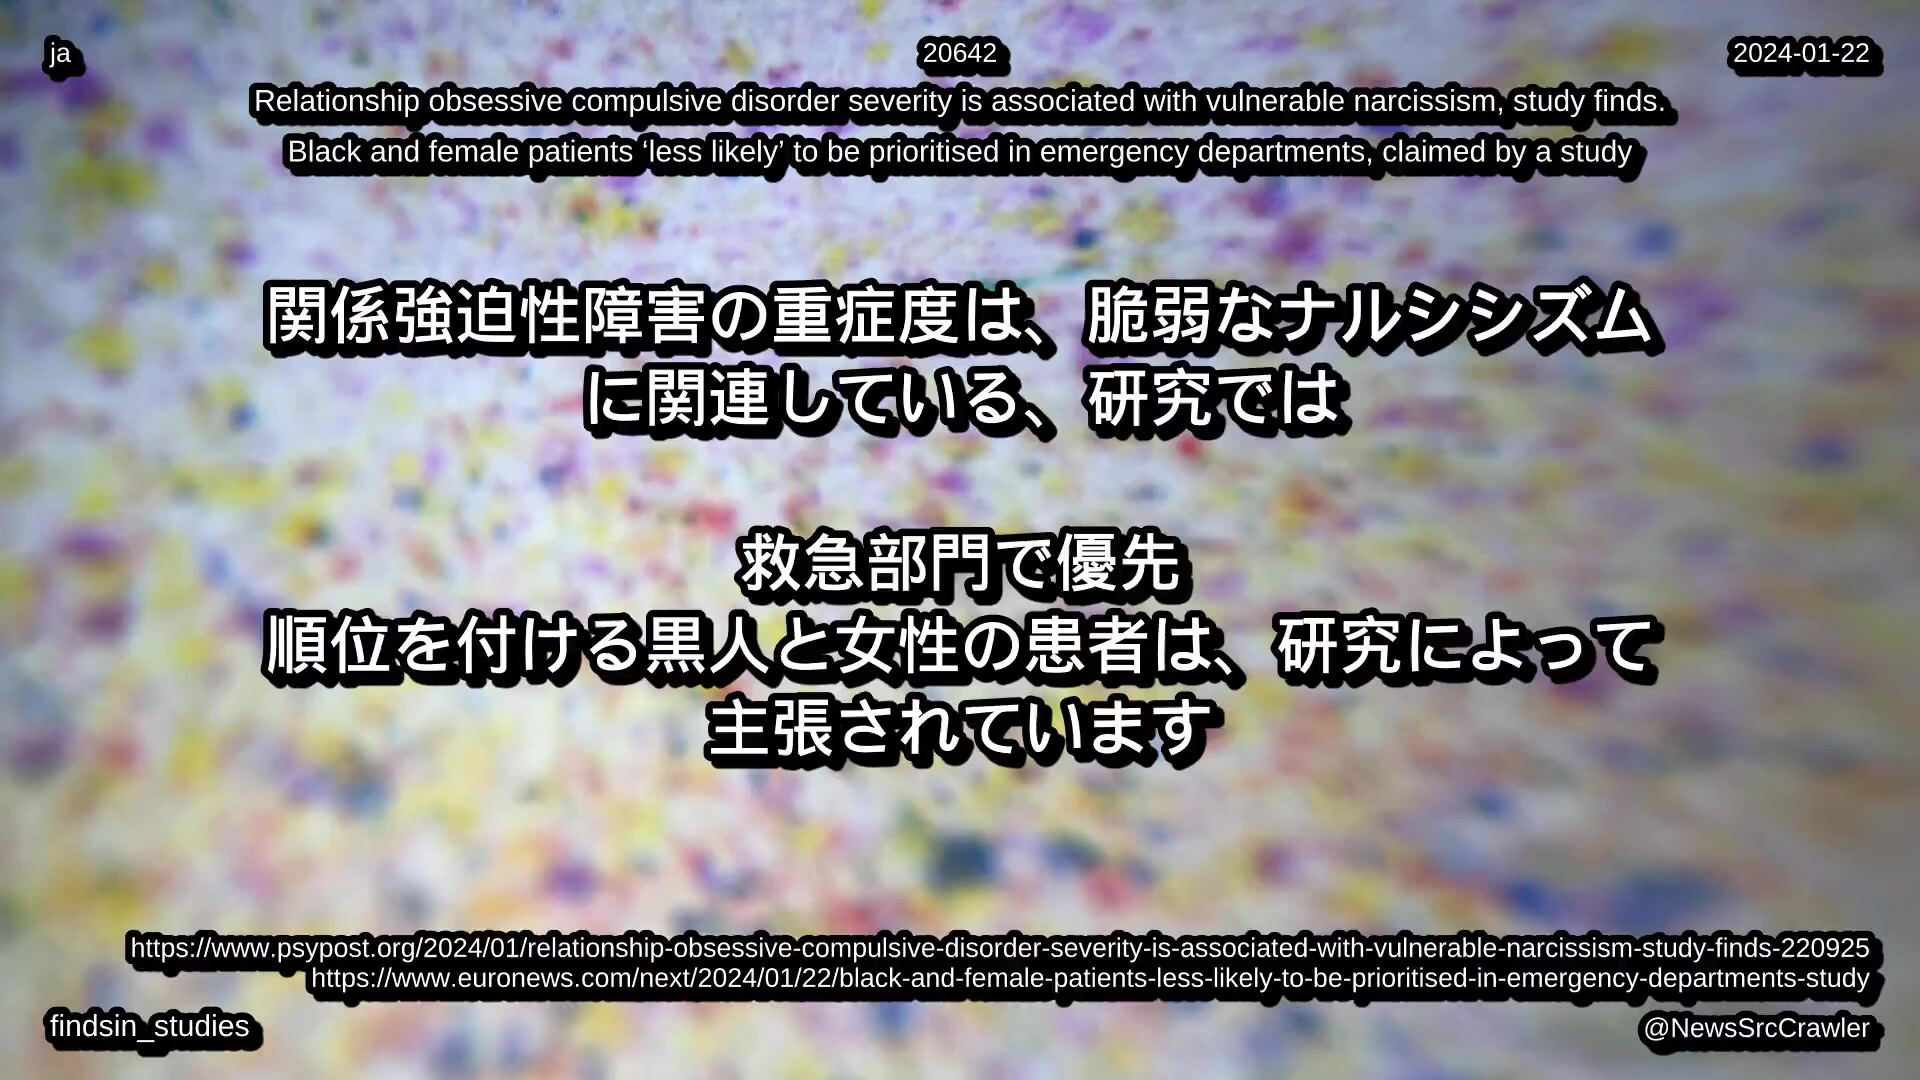 ja
20642
2024-01-22
Relationship obsessive compulsive disorder severity is associated with vulnerable narcissism, study finds.
Black and female patients ‘less likely’ to be prioritised in emergency departments, claimed by a study
関係強迫性障害の重症度は、脆弱なナルシシズム
に関連している、研究では
救急部門で優先
順位を付ける黒人と女性の患者は、研究によって
主張されています
https://www.psypost.org/2024/01/relationship-obsessive-compulsive-disorder-severity-is-associated-with-vulnerable-narcissism-study-finds-220925
https://www.euronews.com/next/2024/01/22/black-and-female-patients-less-likely-to-be-prioritised-in-emergency-departments-study
findsin_studies
@NewsSrcCrawler